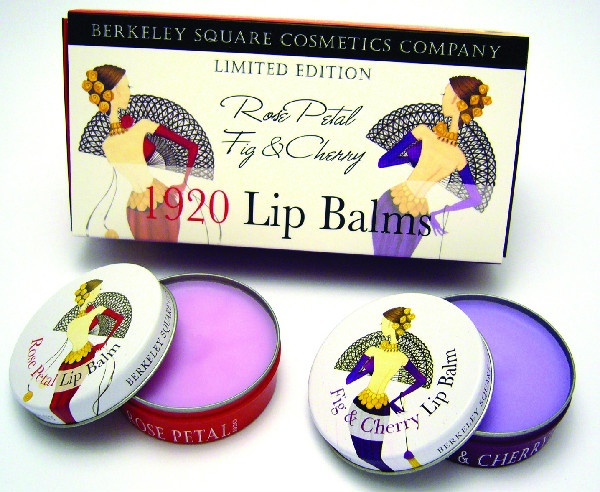 BERKELEY SQUARE COSMETICS COMPANY
LIMITED EDITION
Rose Petal
Fig & Cherry
1920 Lip Balms
Rose Petal Lip Balm
BERKELEY SQUARE
ROSE PETAL
Fig & Cherry Lip Balm
BERKELEY SQUARE
& CHERRY